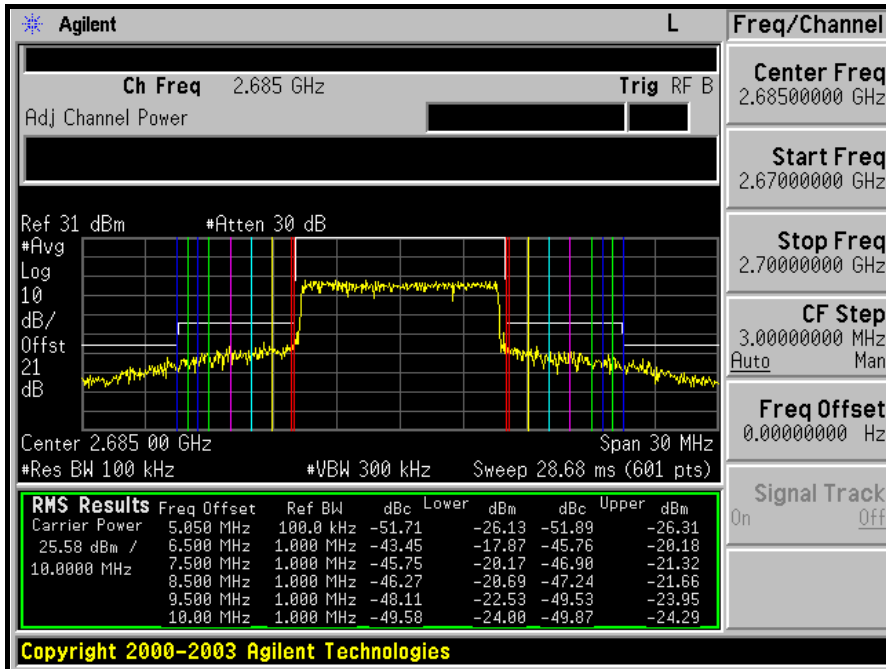 Agilent L Freq/Channel
Ch Freq 2.685 GHz Trig RF B
Adj Channel Power
Center Freq
2.68500000 GHz
Start Freq
2.67000000 GHz
Stop Freq
2.70000000 GHz
CF Step
3.00000000 MHz
Auto Man
Freq Offset
0.00000000 Hz
Signal Track
On Off
Ref 31 dBm #Atten 30 dB
#Avg
Log
10
dB/
Offst
21
dB
Center 2.685 00 GHz Span 30 MHz
#Res BW 100 kHz #VBW 300 kHz Sweep 28.68 ms (601 pts)
RMS Results Freq Offset Ref BW dBc Lower dBm dBc Upper dBm
Carrier Power 5.050 MHz 100.0 kHz -51.71 -26.13 -51.89 -26.31
25.58 dBm / 6.500 MHz 1.000 MHz -43.45 -17.87 -45.76 -20.18
10.0000 MHz 7.500 MHz 1.000 MHz -45.75 -20.17 -46.90 -21.32
8.500 MHz 1.000 MHz -46.27 -20.69 -47.24 -21.66
9.500 MHz 1.000 MHz -48.11 -22.53 -49.53 -23.95
10.00 MHz 1.000 MHz -49.58 -24.00 -49.87 -24.29
Copyright 2000-2003 Agilent Technologies